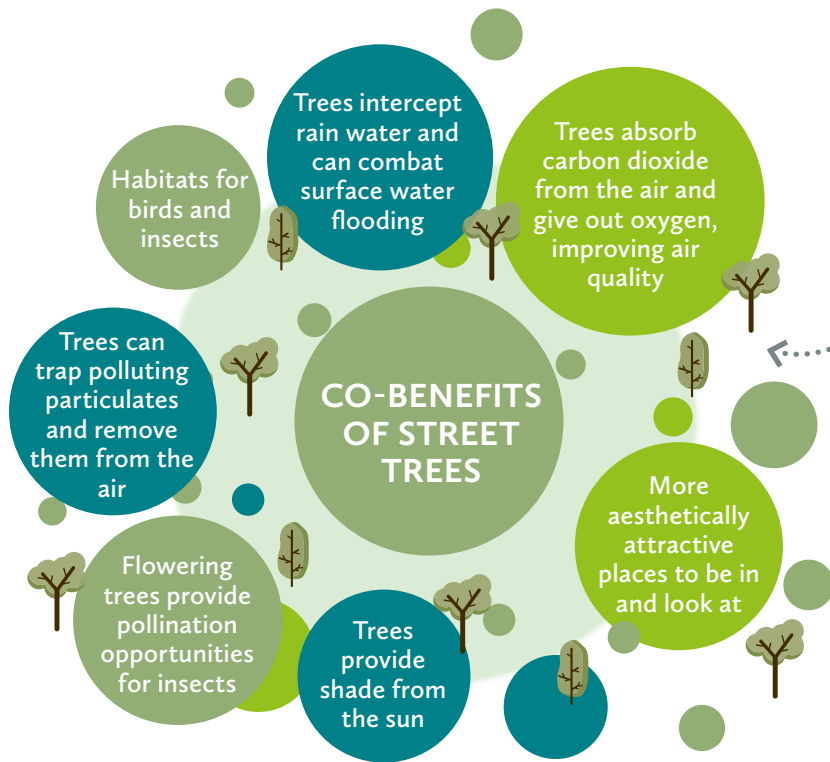 CO-BENEFITS
OF STREET
TREES
Trees intercept
rain water and
can combat
surface water
flooding
Trees absorb
carbon dioxide
from the air and
give out oxygen,
improving air
quality
More
aesthetically
attractive
places to be in
and look at
Trees
provide
shade from
the sun
Flowering
trees provide
pollination
opportunities
for insects
Trees can
trap polluting
particulates
and remove
them from the
air
Habitats for
birds and
insects